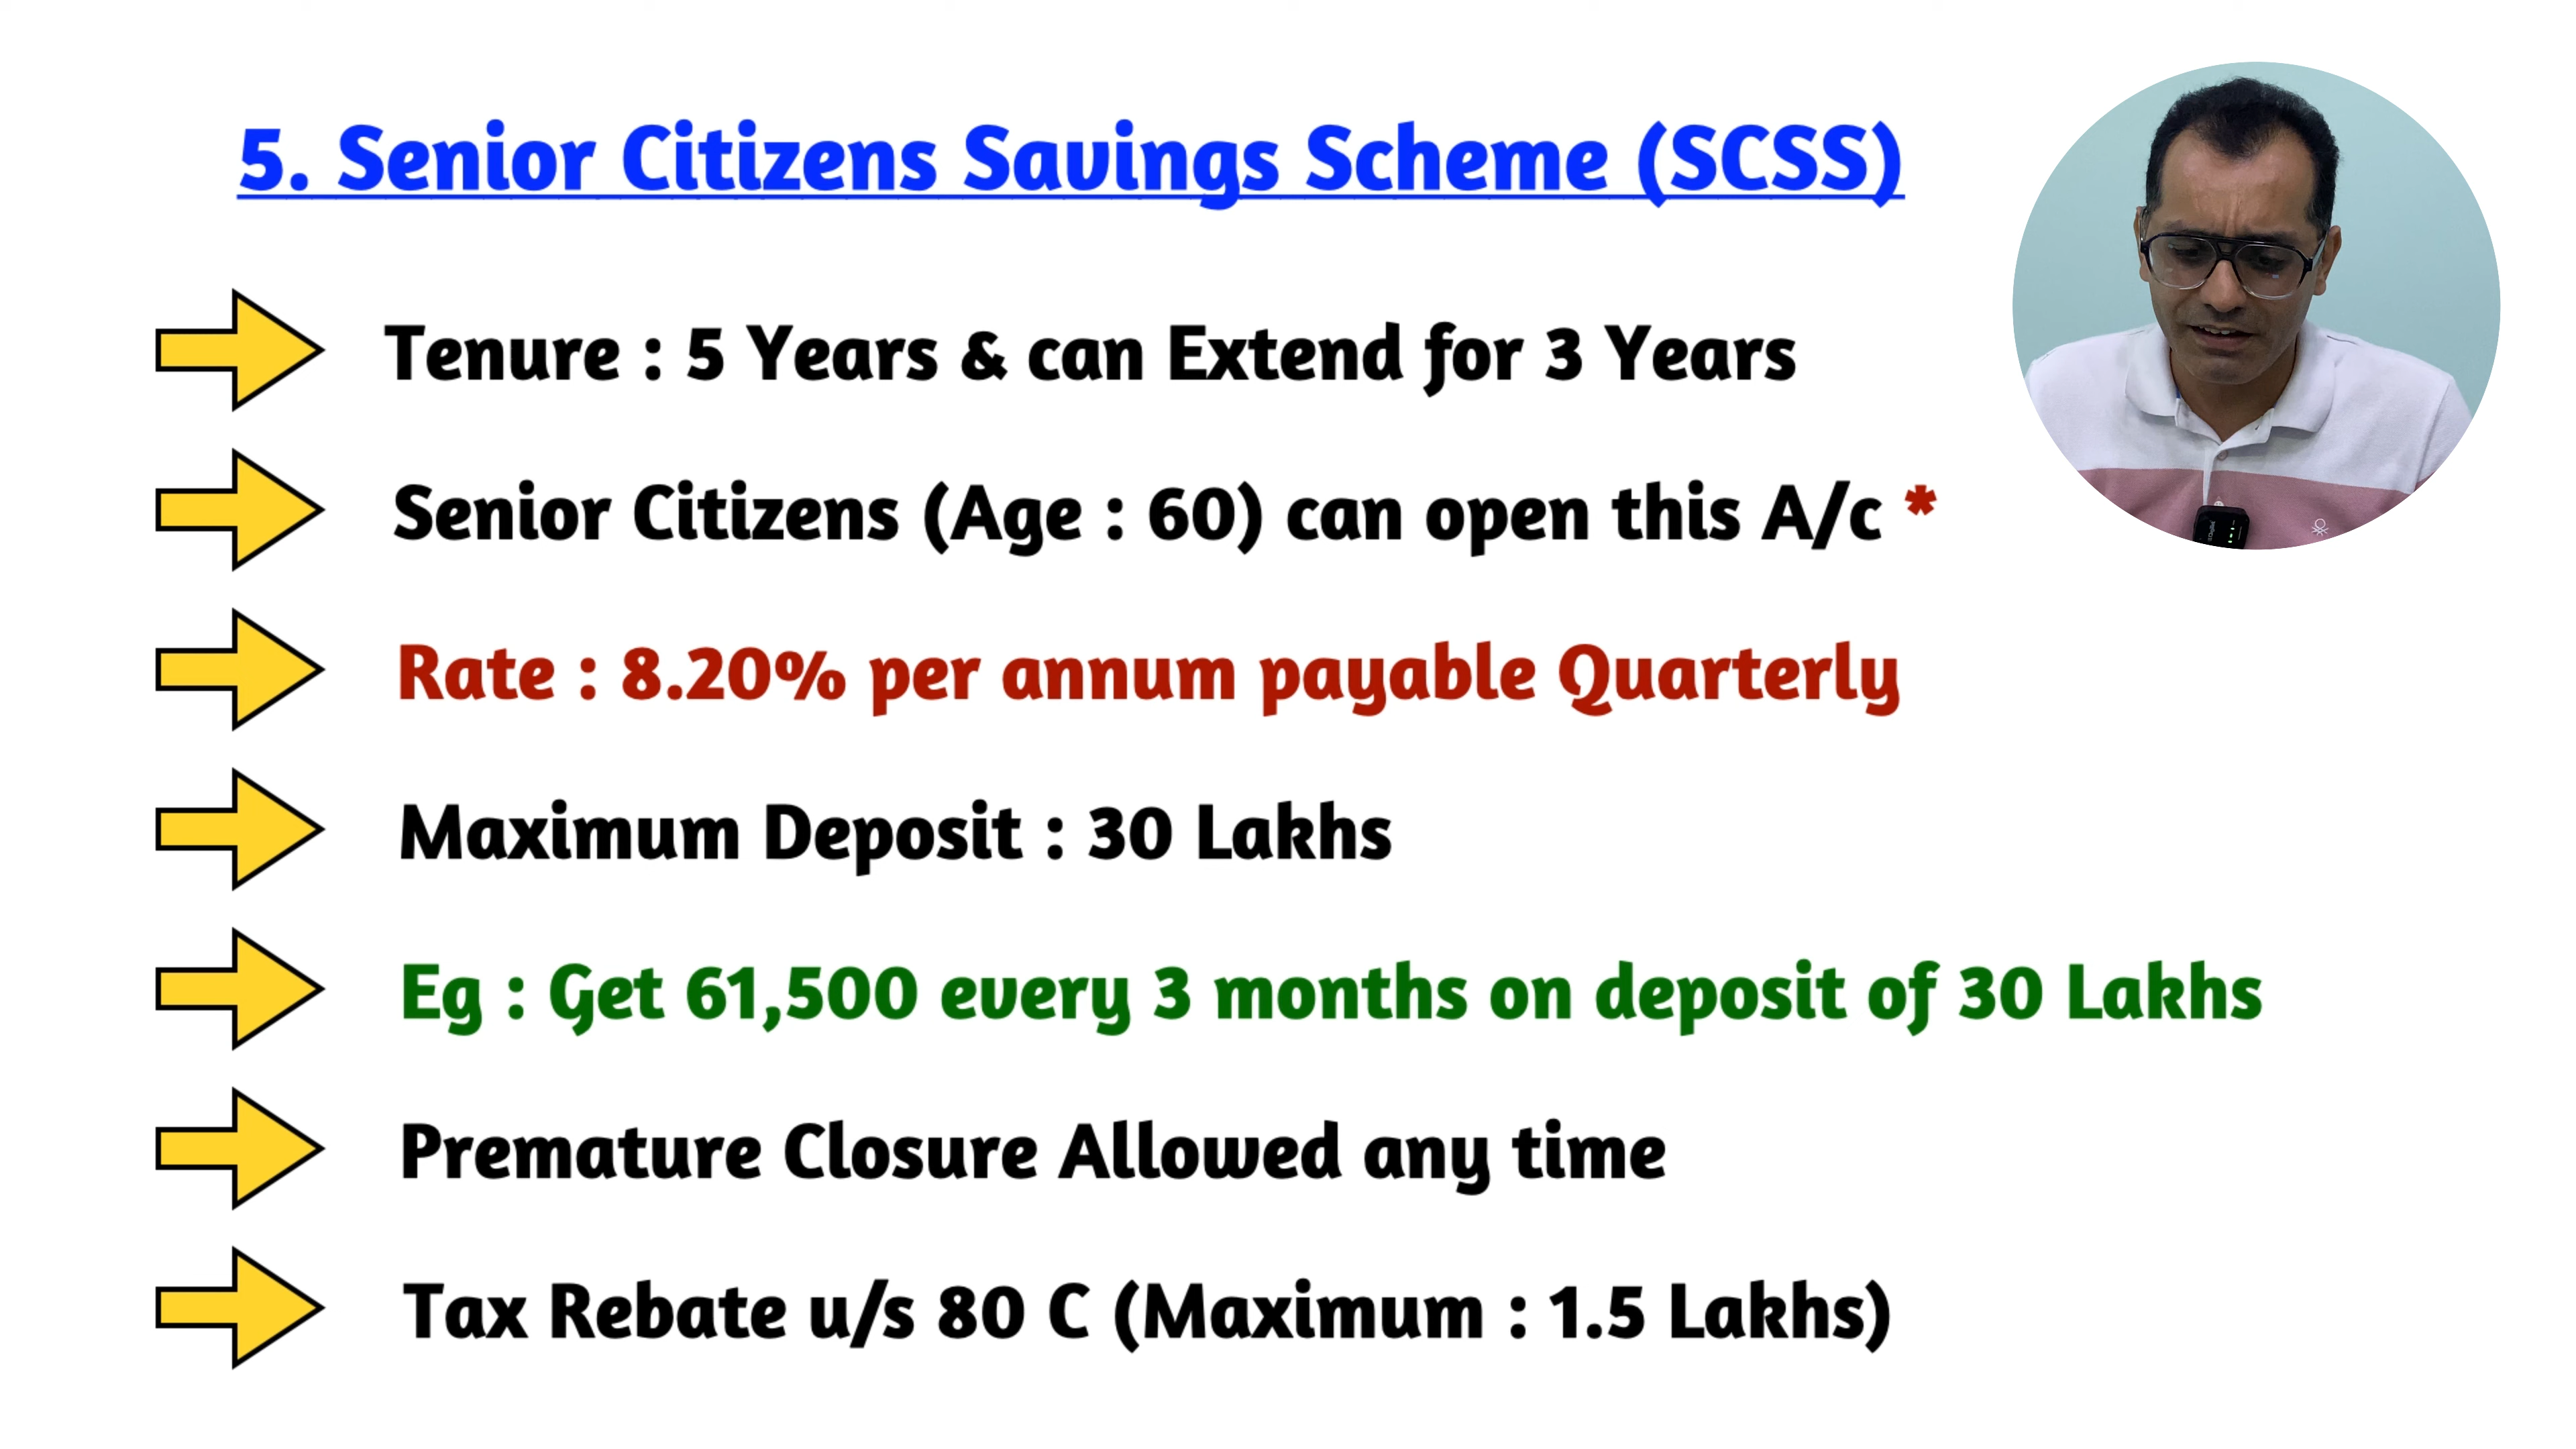 5. Senior Citizens Savings Scheme (SCSS)
Tenure : 5 Years & can Extend for 3 Years
Senior Citizens (Age : 60) can open this A/c *
Rate : 8.20% per annum payable Quarterly
Maximum Deposit : 30 Lakhs
Eg : Get 61,500 every 3 months on deposit of 30 Lakhs
Premature Closure Allowed any time
Tax Rebate u/s 80 C (Maximum : 1.5 Lakhs)